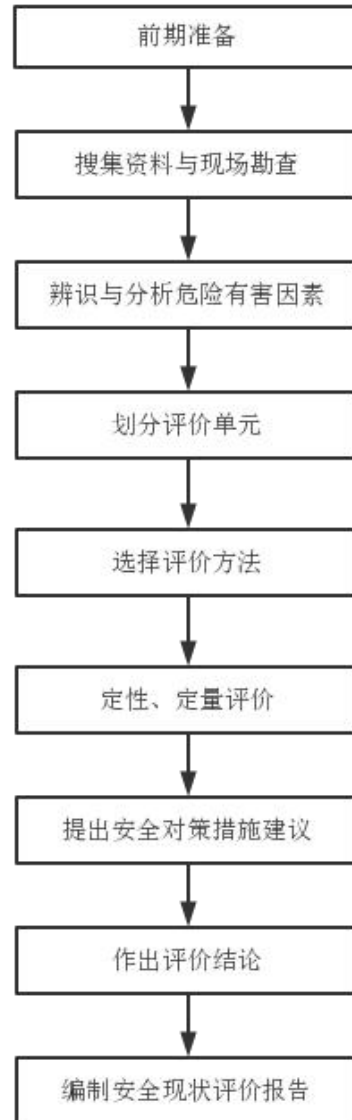 前期准备
搜集资料与现场勘查
辨识与分析危险有害因素
划分评价单元
选择评价方法
定性、定量评价
提出安全对策措施建议
作出评价结论
编制安全现状评价报告